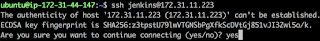 ubuntu@ip-172-31-44-147:~$ ssh jenkins@172.31.11.223
The authenticity of host '172.31.11.223 (172.31.11.223)' can't be established.
ECDSA key fingerprint is
Are you sure you want to continue connecting (yes/no)? yes